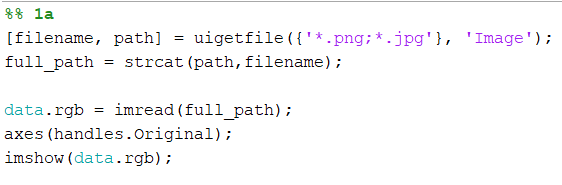 %% 1a
[filename, path] = uigetfile({'*.png;*.jpg'}, 'Image');
full_path = strcat(path,filename);
data.rgb = imread(full_path);
axes(handles.Original);
imshow(data.rgb);